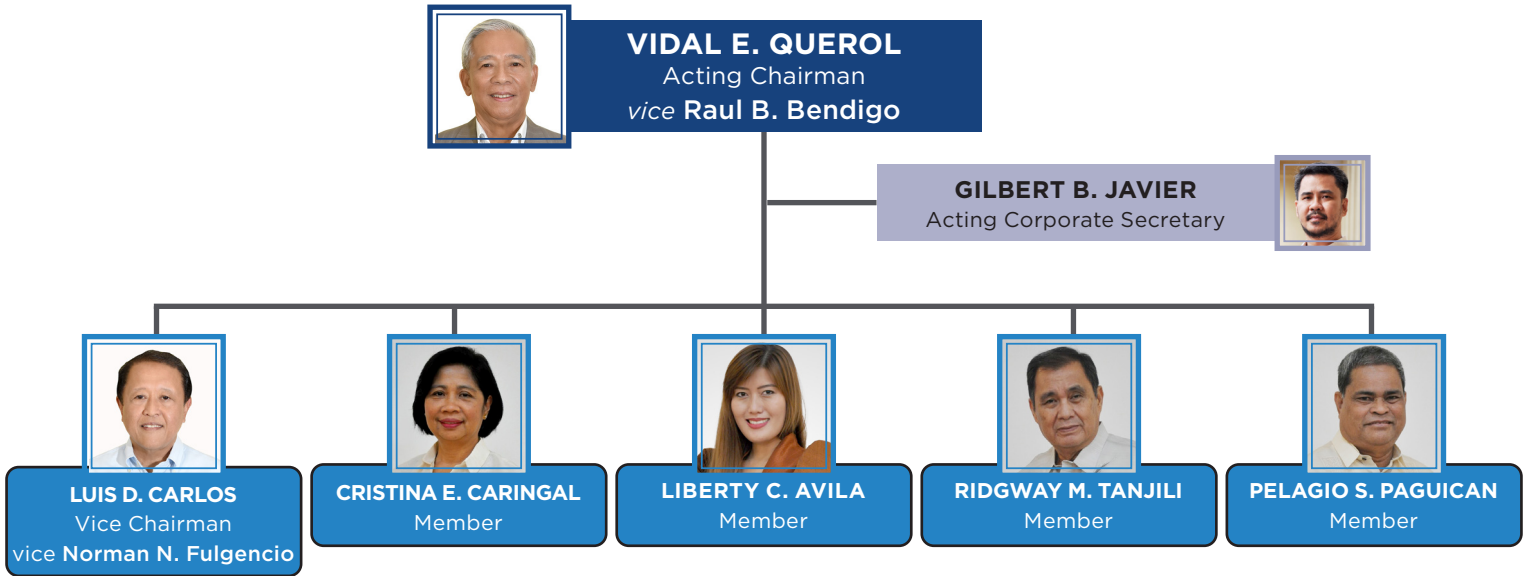 VIDAL E. QUEROL
Acting Chairman
vice Raul B. Bendigo
GILBERT B. JAVIER
Acting Corporate Secretary
LUIS D. CARLOS
Vice Chairman
vice Norman N. Fulgencio
CRISTINA E. CARINGAL
Member
LIBERTY C. AVILA
Member
RIDGWAY M. TANJILI
Member
PELAGIO S. PAGUICAN
Member